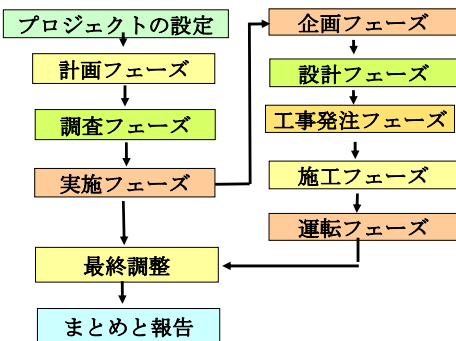 プロジェクトの設定
計画フェーズ
調査フェーズ
実施フェーズ
最終調整
まとめと報告
企画フェーズ
設計フェーズ
工事発注フェーズ
施工フェーズ
運転フェーズ